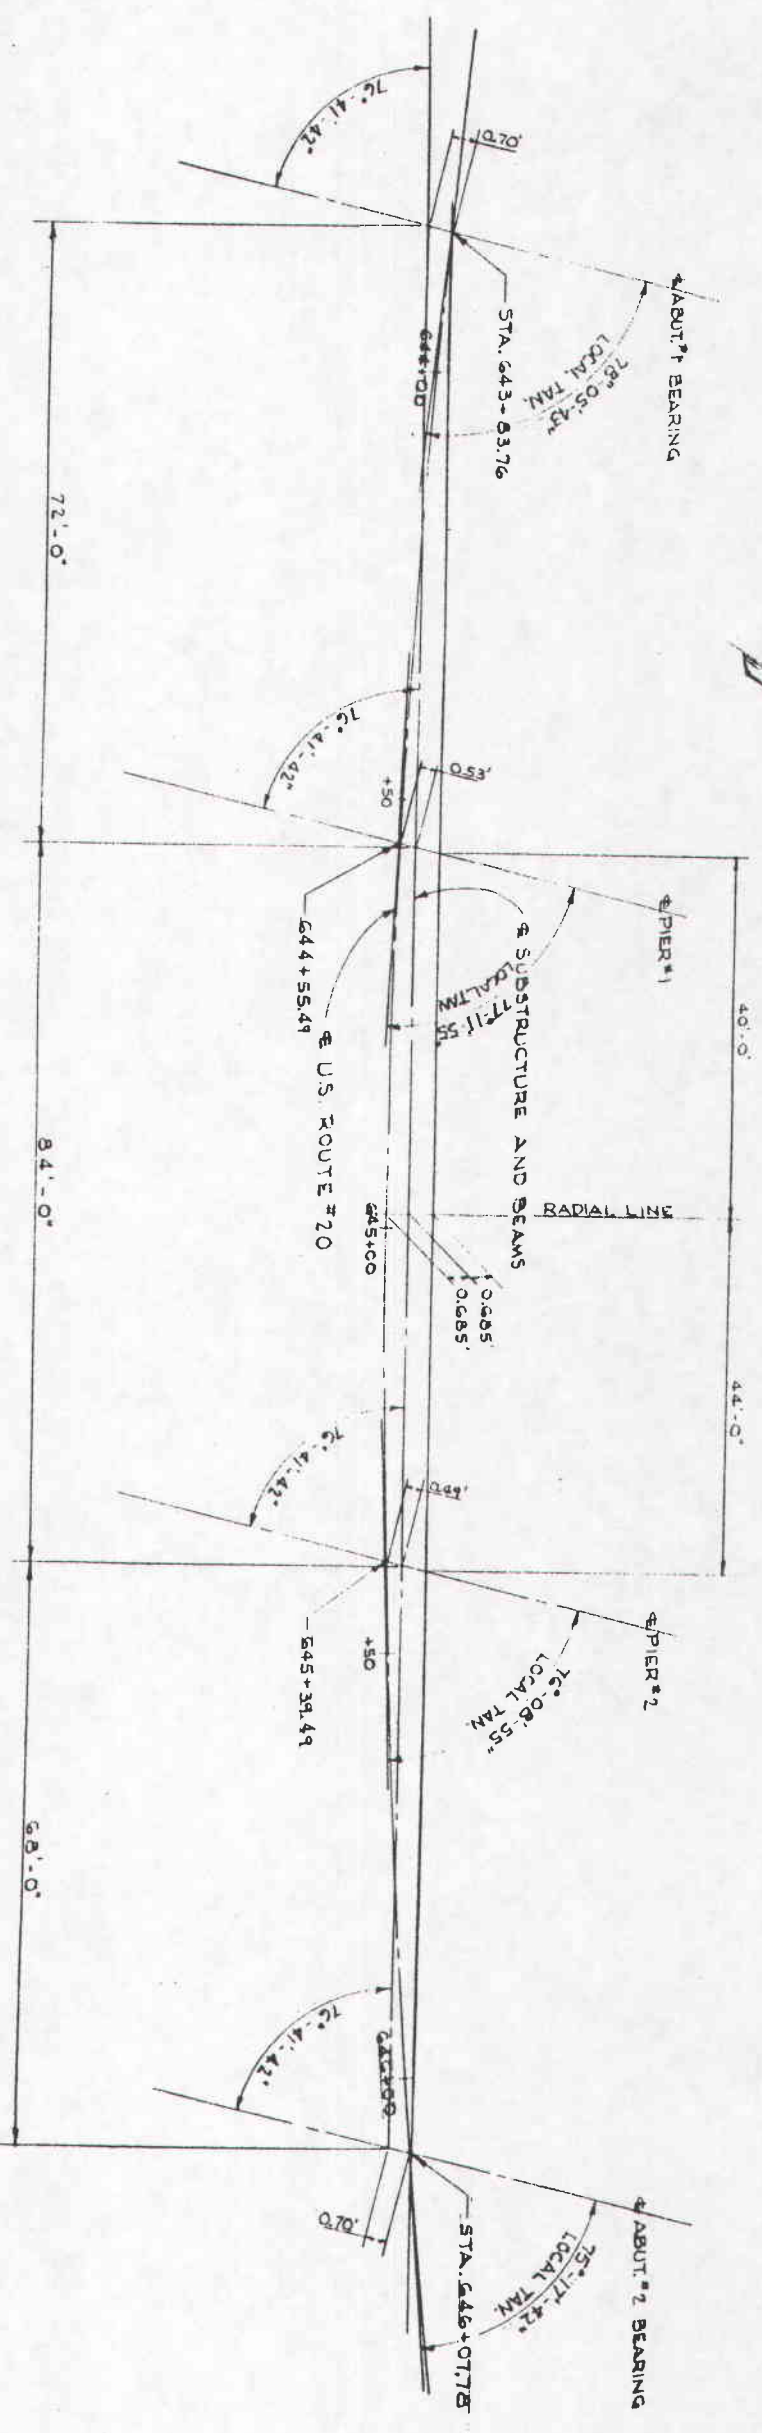 76°-41'-42"
0.70'
℄ ABUT. #1 BEARING
78°-05'-43"
LOCAL TAN.
STA. 643+83.76
644+00
72'-0"
76°-41'-42"
0.53'
+50
℄ PIER #1
77°-11'-55"
LOCAL TAN
644+55.49
℄ SUBSTRUCTURE AND BEAMS
℄ U.S. ROUTE #20
40'-0"
84'-0"
RADIAL LINE
645+00
0.685'
0.685'
44'-0"
76°-41'-42"
℄ PIER #2
76°-08'-55"
LOCAL TAN.
645+39.49
+50
68'-0"
76°-41'-42"
646+00
0.70'
℄ ABUT. #2 BEARING
75°-17'-42"
LOCAL TAN.
STA. 646+07.78